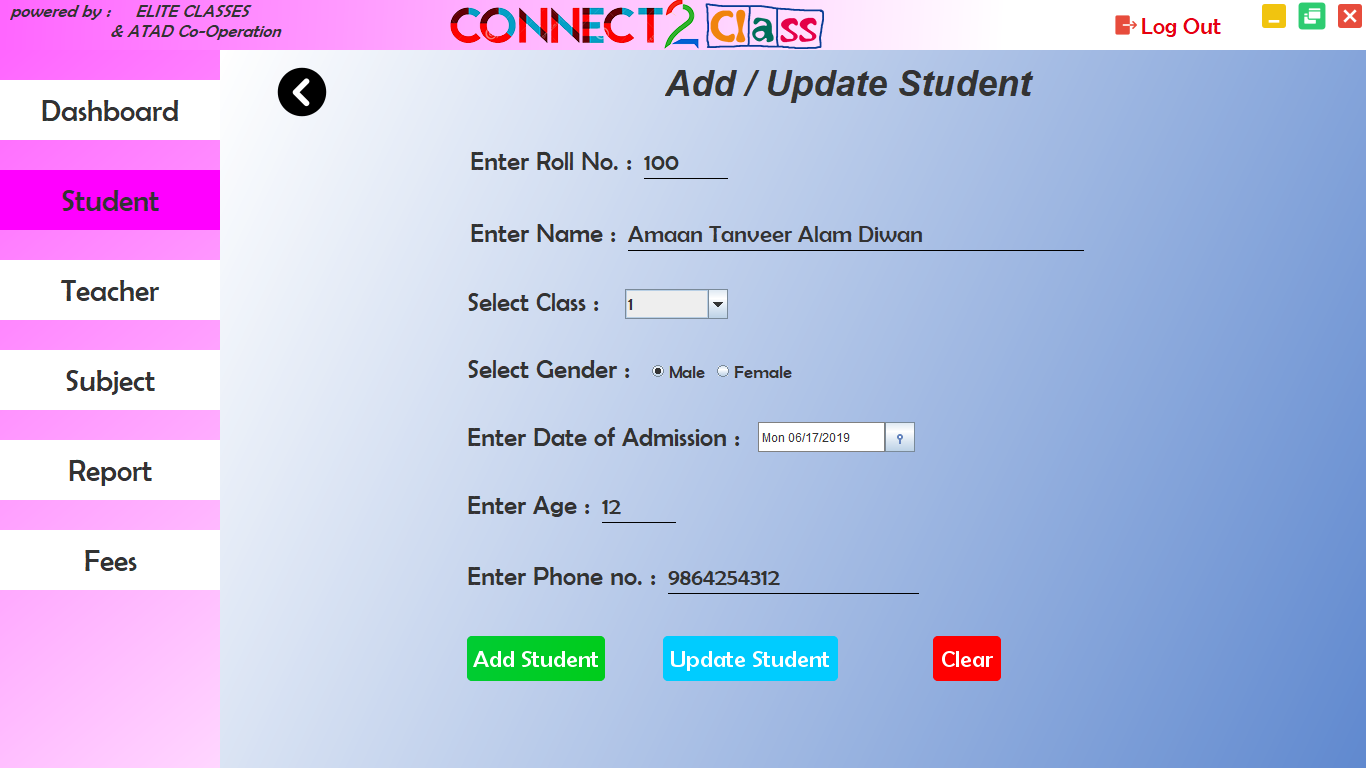 powered by : ELITE CLASSES
& ATAD Co-Operation
CONNECT2 Class
Log Out
Dashboard
Student
Teacher
Subject
Report
Fees
Add / Update Student
Enter Roll No. : 100
Enter Name : Amaan Tanveer Alam Diwan
Select Class : 1
Select Gender : Male Female
Enter Date of Admission : Mon 06/17/2019
Enter Age : 12
Enter Phone no. : 9864254312
Add Student Update Student Clear